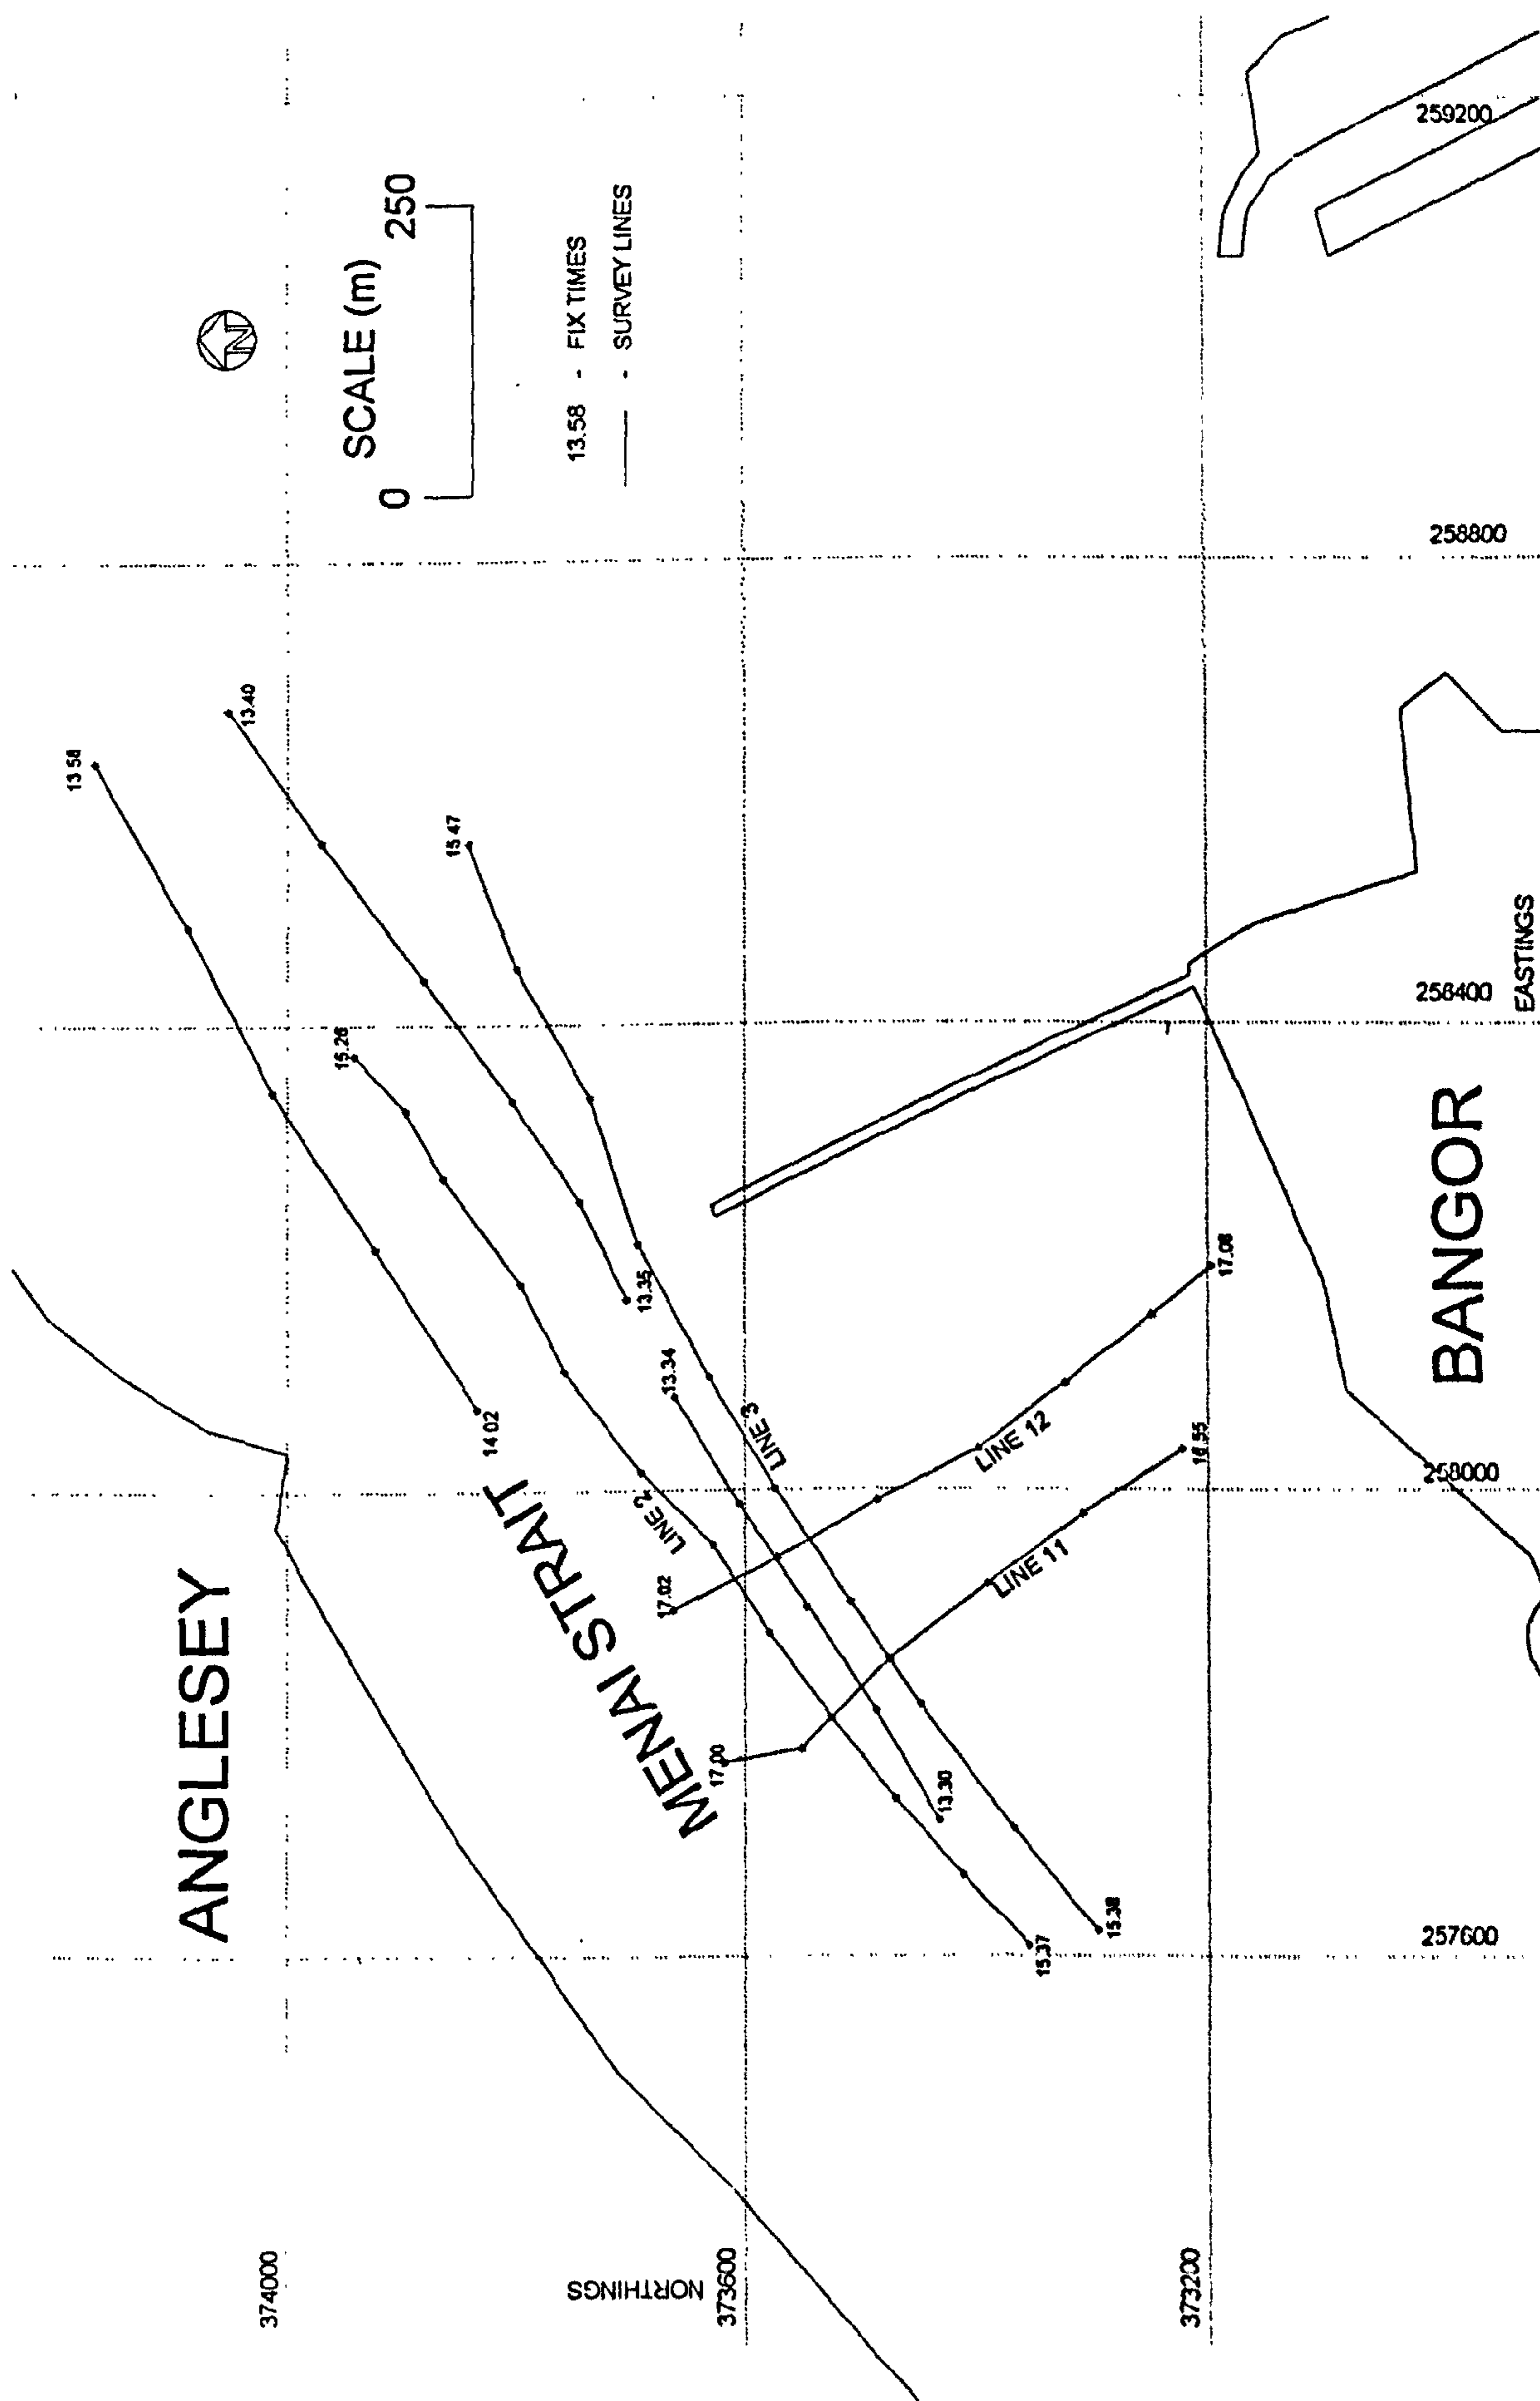 ANGLESEY
MENAI STRAIT
BANGOR
N
SCALE (m)
0 250
13.58 - FIX TIMES
- SURVEY LINES
374000
NORTHINGS
373600
373200
257600
258000
258400
EASTINGS
258800
259200
13 58
13.40
15 47
15.26
14 02
13.35
13.34
LINE 3
LINE 2
17.02
LINE 12
17.08
LINE 11
16.55
17.00
13.30
15.37
15.38